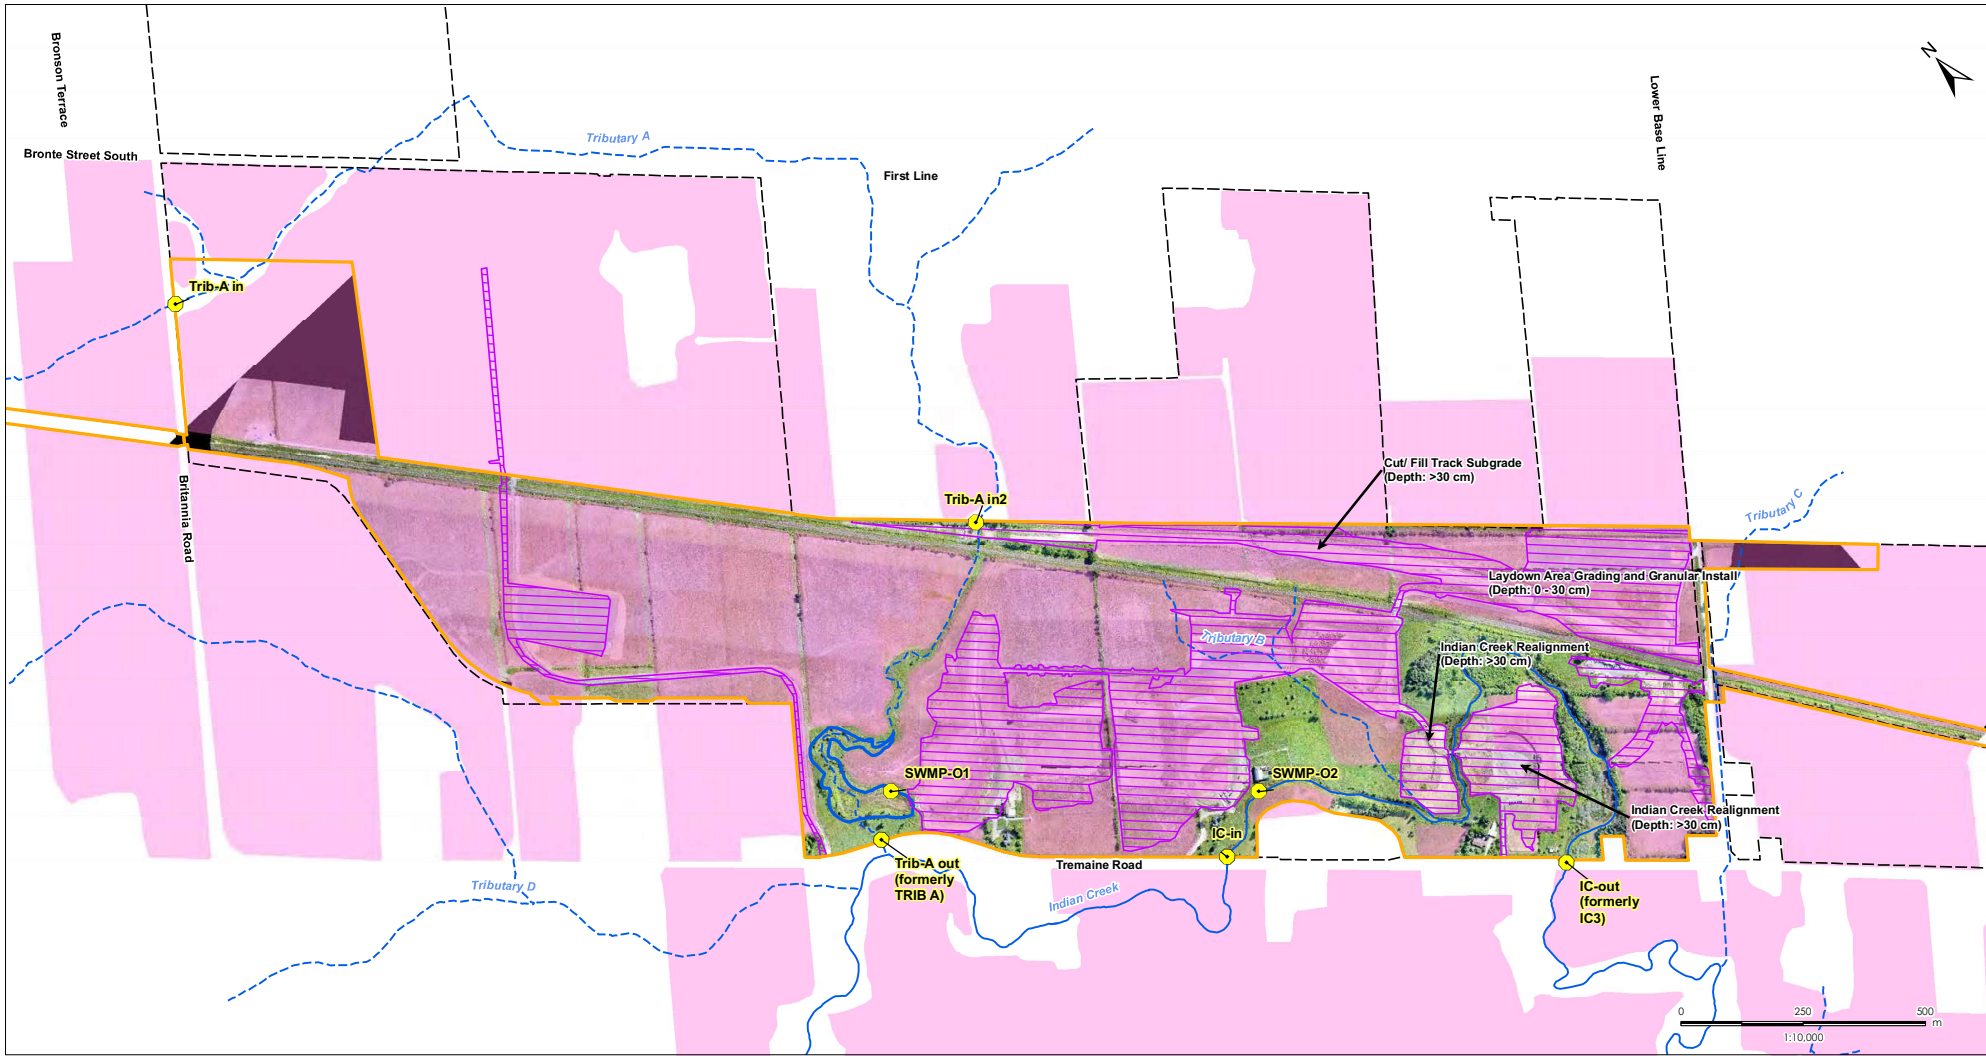 Bronson Terrace
Bronte Street South
Tributary A
First Line
Lower Base Line
N
Trib-A in
Cut/ Fill Track Subgrade
(Depth: >30 cm)
Trib-A in2
Tributary C
Britannia Road
Laydown Area Grading and Granular Install
(Depth: 0 - 30 cm)
Tributary B
Indian Creek Realignment
(Depth: >30 cm)
SWMP-O1
SWMP-O2
Indian Creek Realignment
(Depth: >30 cm)
IC-in
Tremaine Road
Trib-A out
(formerly
TRIB A)
Tributary D
Indian Creek
IC-out
(formerly
IC3)
0 250 500
m
1:10,000